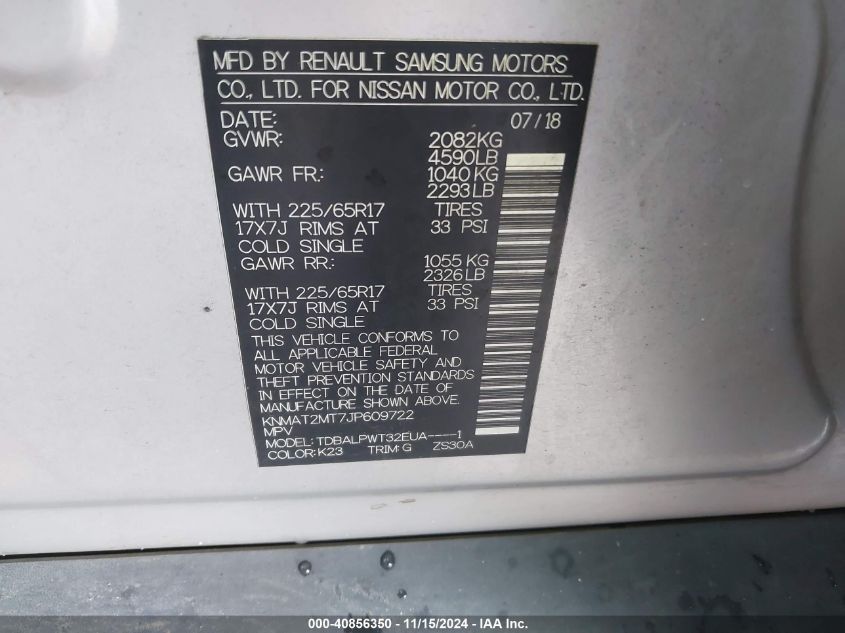 MFD BY RENAULT SAMSUNG MOTORS
CO., LTD. FOR NISSAN MOTOR CO., LTD.
DATE: 07/18
GVWR: 2082KG
4590LB
GAWR FR.: 1040KG
2293LB
WITH 225/65R17 TIRES
17X7J RIMS AT 33 PSI
COLD SINGLE
GAWR RR.: 1055KG
2326LB
WITH 225/65R17 TIRES
17X7J RIMS AT 33 PSI
COLD SINGLE
THIS VEHICLE CONFORMS TO
ALL APPLICABLE FEDERAL
MOTOR VEHICLE SAFETY AND
THEFT PREVENTION STANDARDS
IN EFFECT ON THE DATE OF
MANUFACTURE SHOWN ABOVE.
KNMAT2MT7JP609722
MPV
MODEL: TDBALPWT32EUA----1
COLOR:K23 TRIM:G ZS30A
000-40856350 - 11/15/2024 - IAA Inc.